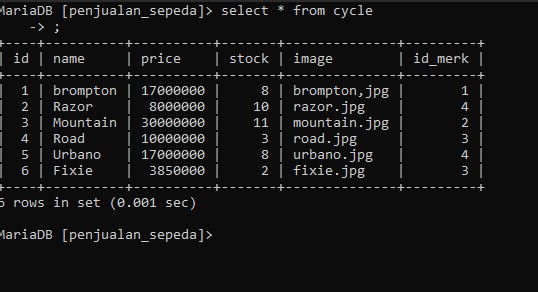 MariaDB [penjualan_sepeda]> select * from cycle
    -> ;
+----+----------+----------+-------+--------------+---------+
| id | name     | price    | stock | image        | id_merk |
+----+----------+----------+-------+--------------+---------+
|  1 | brompton | 17000000 |     8 | brompton,jpg |       1 |
|  2 | Razor    |  8000000 |    10 | razor.jpg    |       4 |
|  3 | Mountain | 30000000 |    11 | mountain.jpg |       2 |
|  4 | Road     | 10000000 |     3 | road.jpg     |       3 |
|  5 | Urbano   | 17000000 |     8 | urbano.jpg   |       4 |
|  6 | Fixie    |  3850000 |     2 | fixie.jpg    |       3 |
+----+----------+----------+-------+--------------+---------+
6 rows in set (0.001 sec)
MariaDB [penjualan_sepeda]>